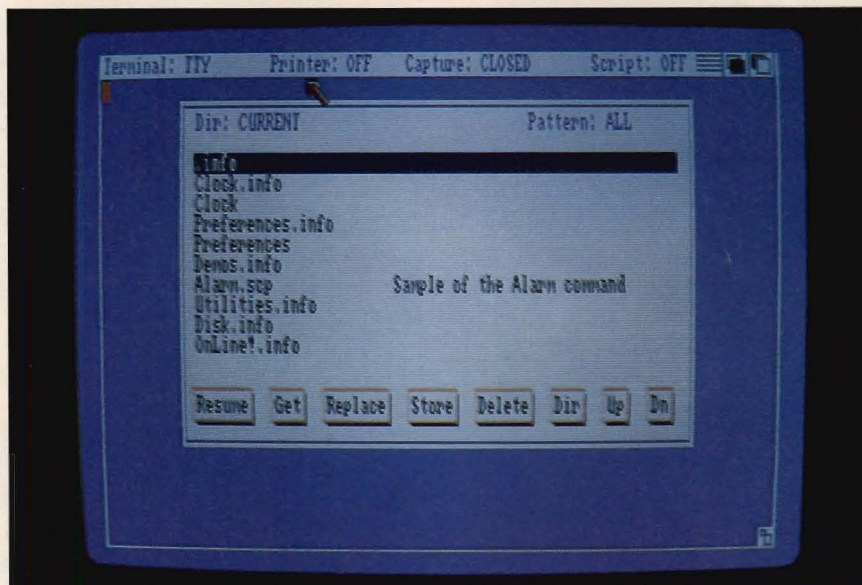 Terminal: TTY Printer: OFF Capture: CLOSED Script: OFF
Dir: CURRENT Pattern: ALL
.info
Clock.info
Clock
Preferences.info
Preferences
Demos.info
Alarm.scp Sample of the Alarm command
Utilities.info
Disk.info
OnLine!.info
Resume Get Replace Store Delete Dir Up Dn